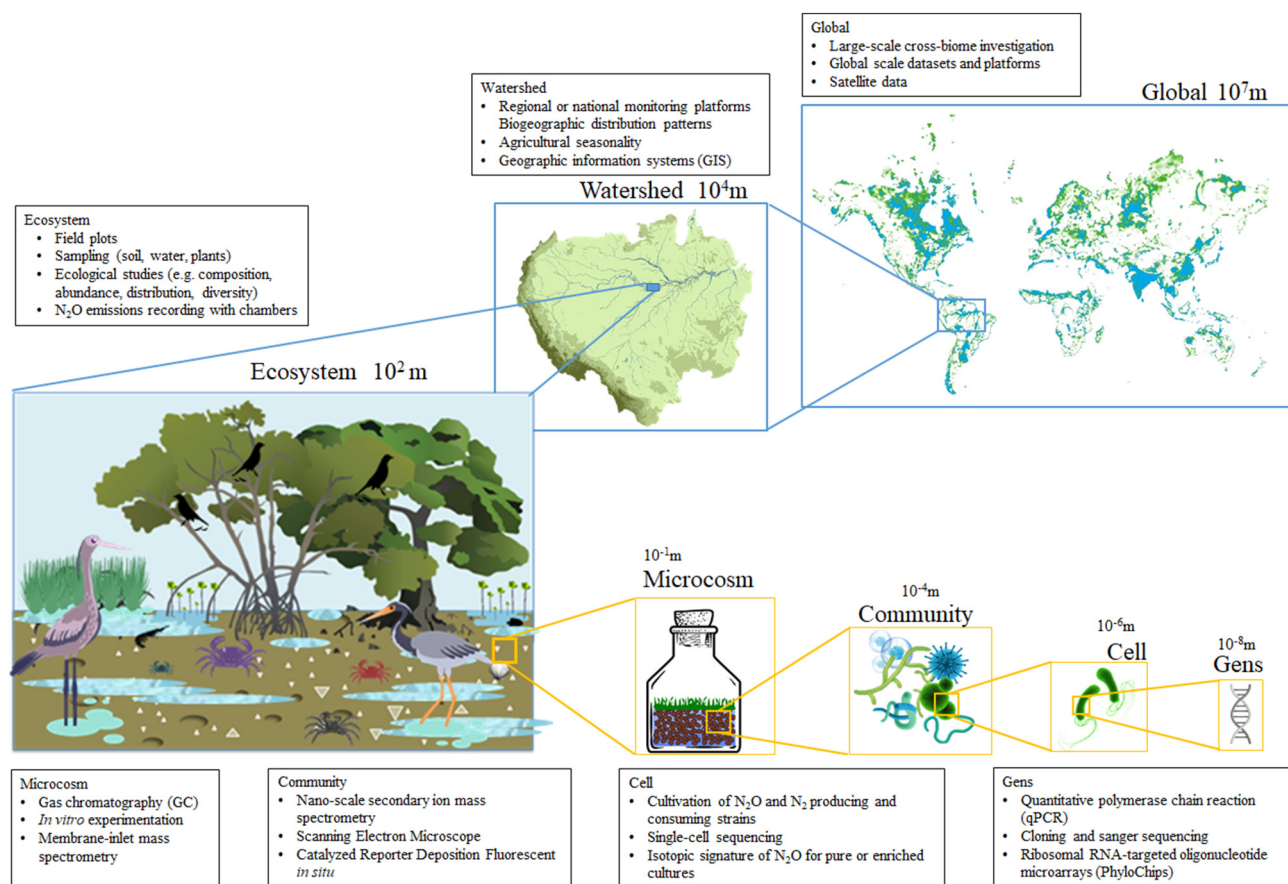 Global
• Large-scale cross-biome investigation
• Global scale datasets and platforms
• Satellite data
Global 10⁷m
Watershed
• Regional or national monitoring platforms
Biogeographic distribution patterns
• Agricultural seasonality
• Geographic information systems (GIS)
Watershed 10⁴m
Ecosystem
• Field plots
• Sampling (soil, water, plants)
• Ecological studies (e.g. composition,
abundance, distribution, diversity)
• N₂O emissions recording with chambers
Ecosystem 10² m
10⁻¹m
Microcosm
10⁻⁴m
Community
10⁻⁶m
Cell
10⁻⁸m
Gens
Microcosm
• Gas chromatography (GC)
• In vitro experimentation
• Membrane-inlet mass
spectrometry
Community
• Nano-scale secondary ion mass
spectrometry
• Scanning Electron Microscope
• Catalyzed Reporter Deposition Fluorescent
in situ
Cell
• Cultivation of N₂O and N₂ producing and
consuming strains
• Single-cell sequencing
• Isotopic signature of N₂O for pure or enriched
cultures
Gens
• Quantitative polymerase chain reaction
(qPCR)
• Cloning and sanger sequencing
• Ribosomal RNA-targeted oligonucleotide
microarrays (PhyloChips)